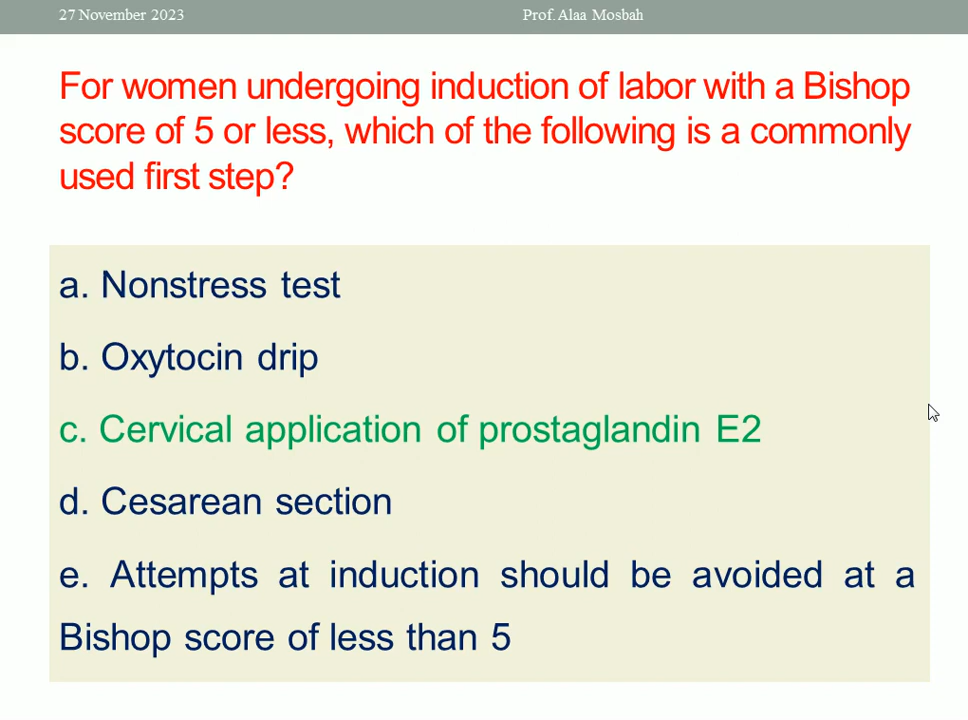 27 November 2023
Prof. Alaa Mosbah
For women undergoing induction of labor with a Bishop
score of 5 or less, which of the following is a commonly
used first step?
a. Nonstress test
b. Oxytocin drip
c. Cervical application of prostaglandin E2
d. Cesarean section
e. Attempts at induction should be avoided at a
Bishop score of less than 5